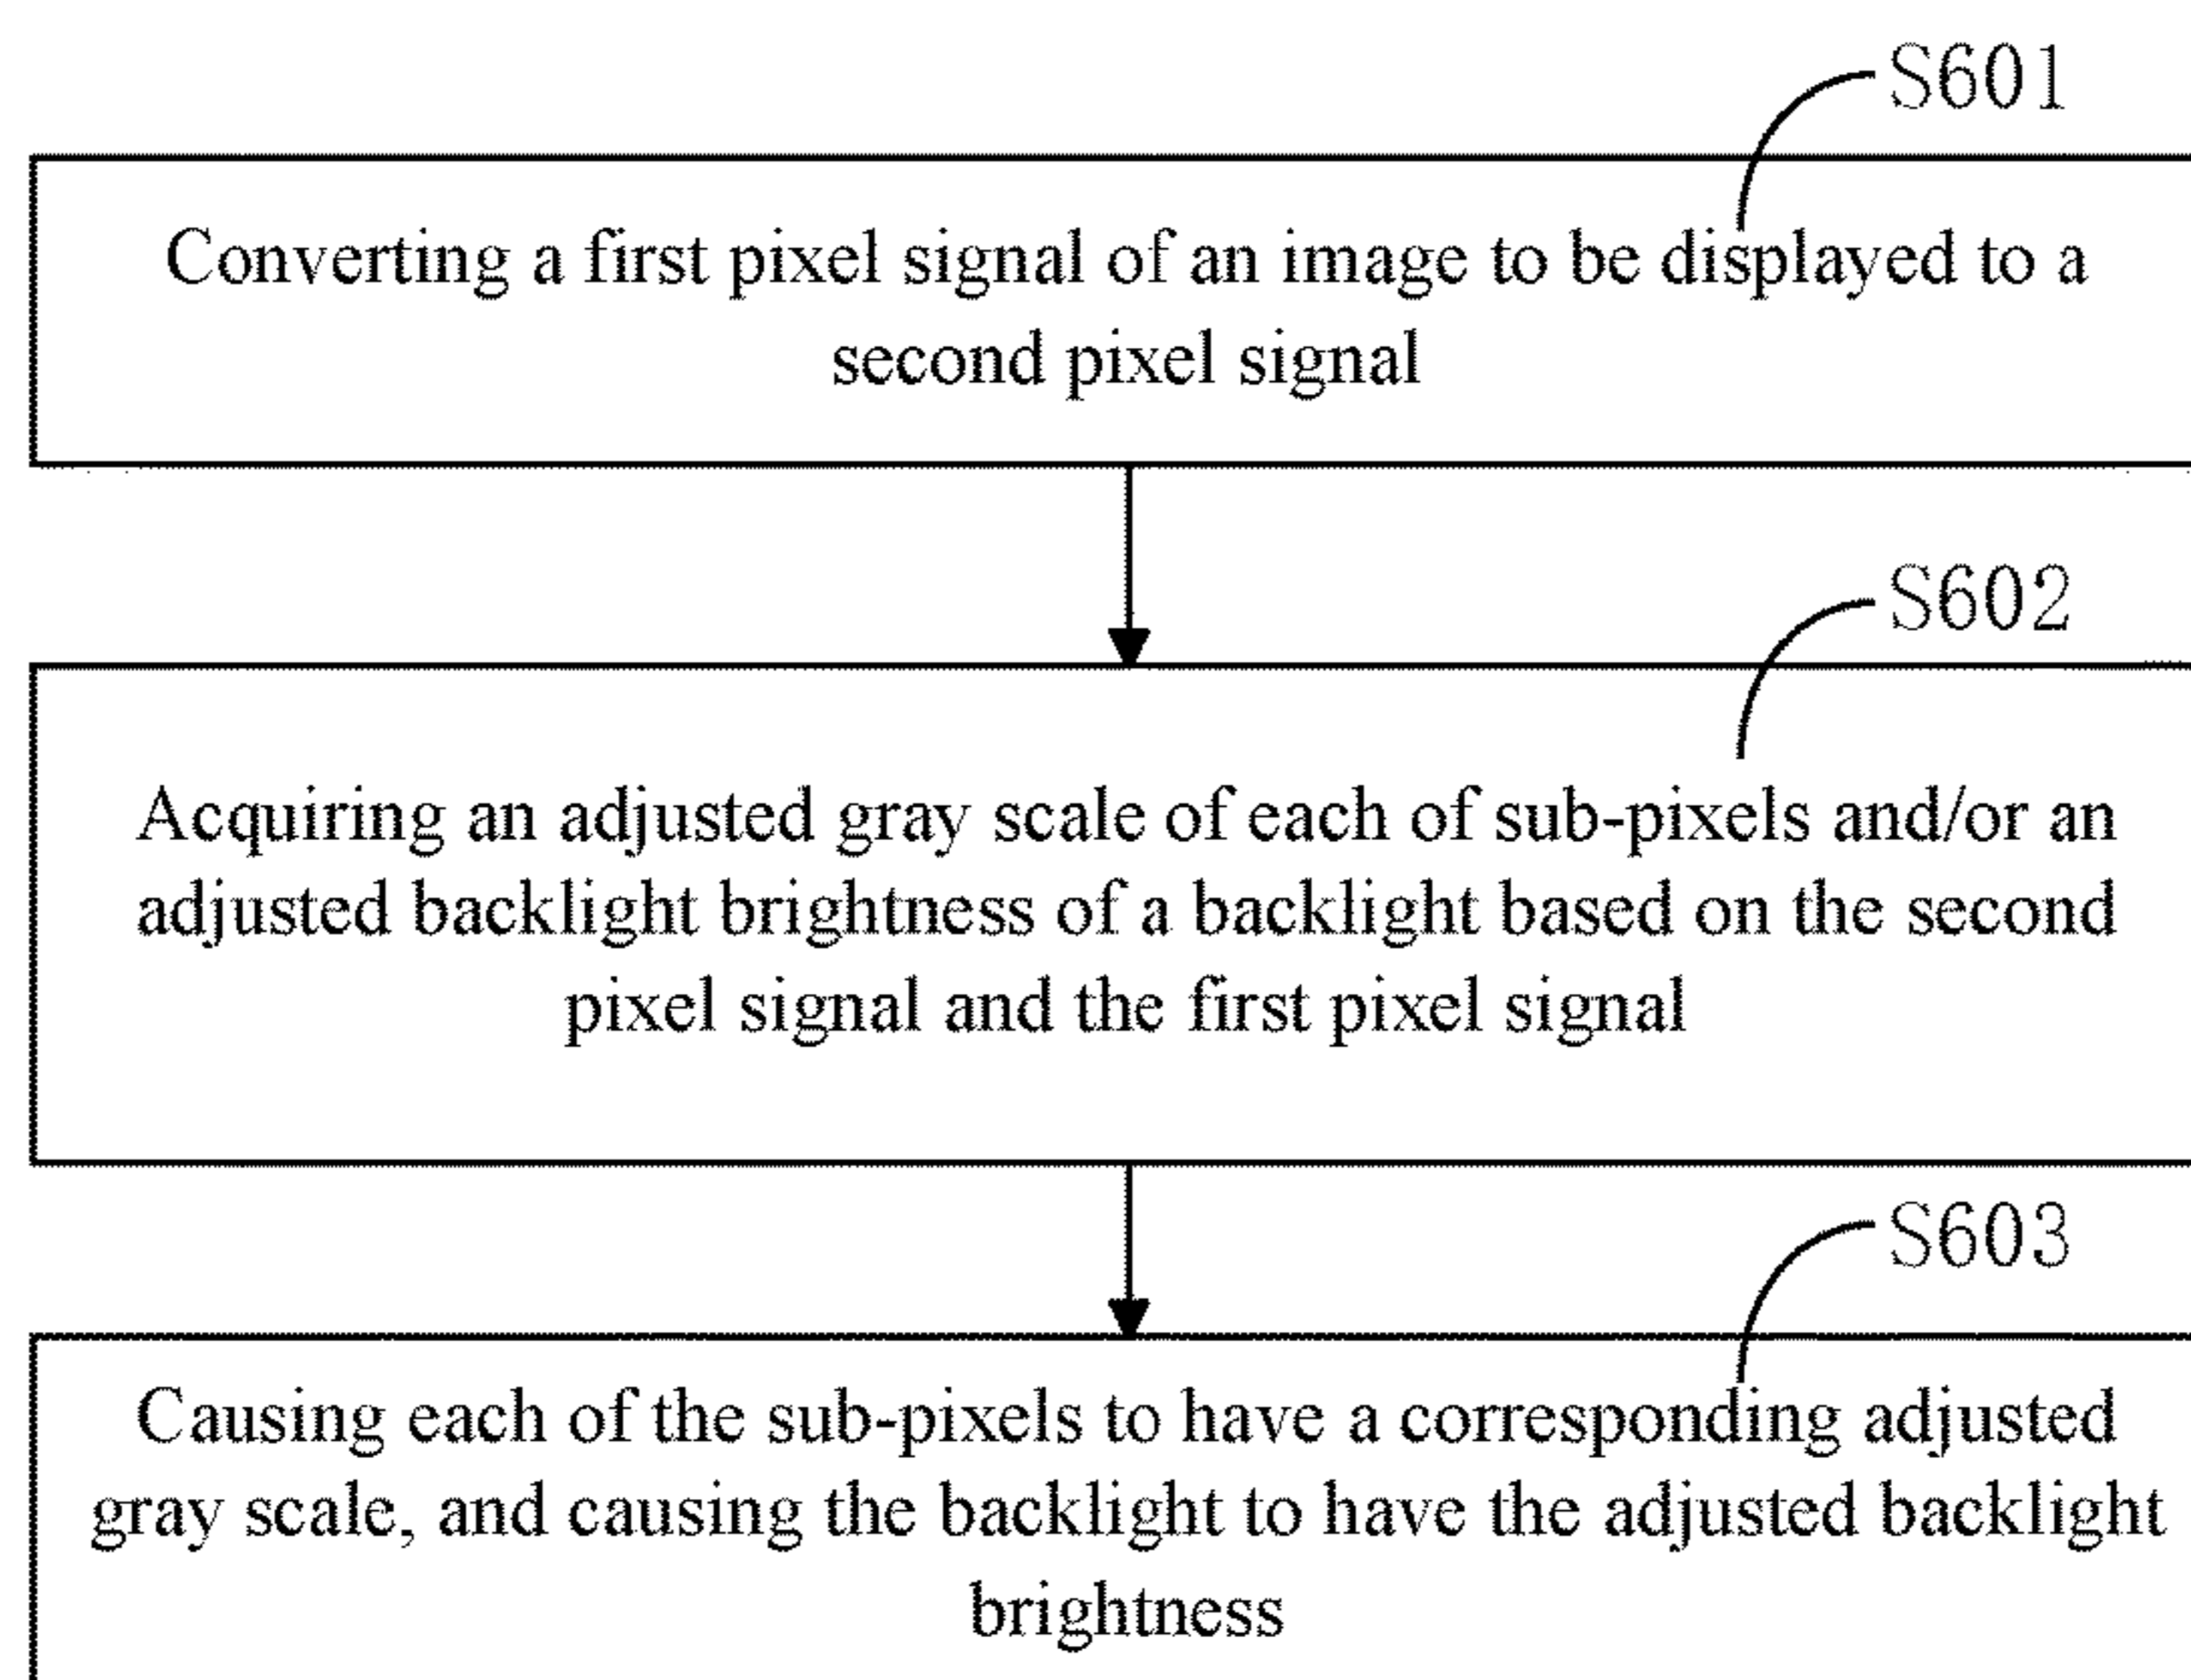 S601
Converting a first pixel signal of an image to be displayed to a
second pixel signal
S602
Acquiring an adjusted gray scale of each of sub-pixels and/or an
adjusted backlight brightness of a backlight based on the second
pixel signal and the first pixel signal
S603
Causing each of the sub-pixels to have a corresponding adjusted
gray scale, and causing the backlight to have the adjusted backlight
brightness